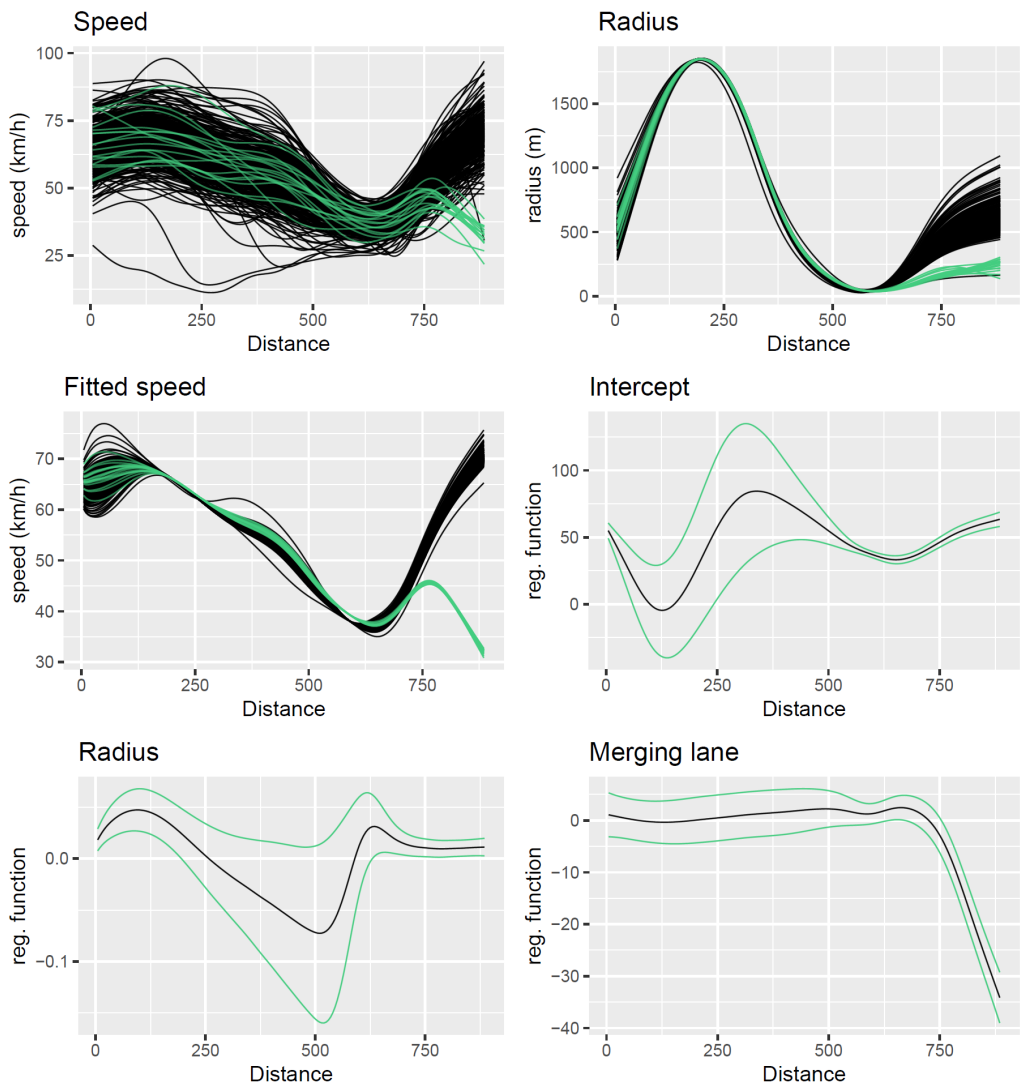 Speed
100
75
50
25
speed (km/h)
0 250 500 750
Distance
Radius
1500
1000
500
0
radius (m)
0 250 500 750
Distance
Fitted speed
70
60
50
40
30
speed (km/h)
0 250 500 750
Distance
Intercept
100
50
0
reg. function
0 250 500 750
Distance
Radius
0.0
−0.1
reg. function
0 250 500 750
Distance
Merging lane
0
−10
−20
−30
−40
reg. function
0 250 500 750
Distance